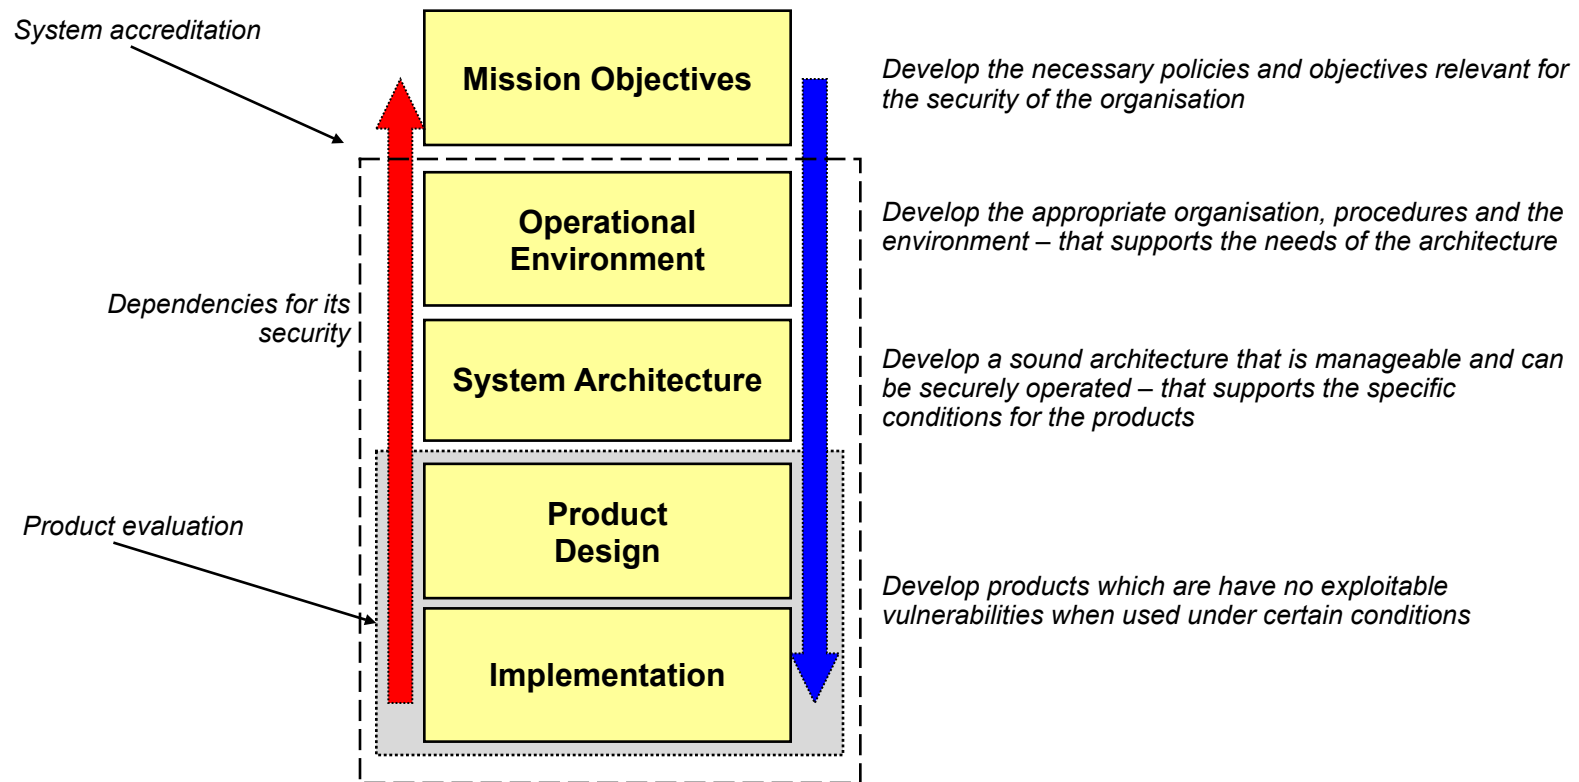 System accreditation
Mission Objectives
Develop the necessary policies and objectives relevant for
the security of the organisation
Operational
Environment
Develop the appropriate organisation, procedures and the
environment – that supports the needs of the architecture
Dependencies for its
security
System Architecture
Develop a sound architecture that is manageable and can
be securely operated – that supports the specific
conditions for the products
Product evaluation
Product
Design
Develop products which are have no exploitable
vulnerabilities when used under certain conditions
Implementation